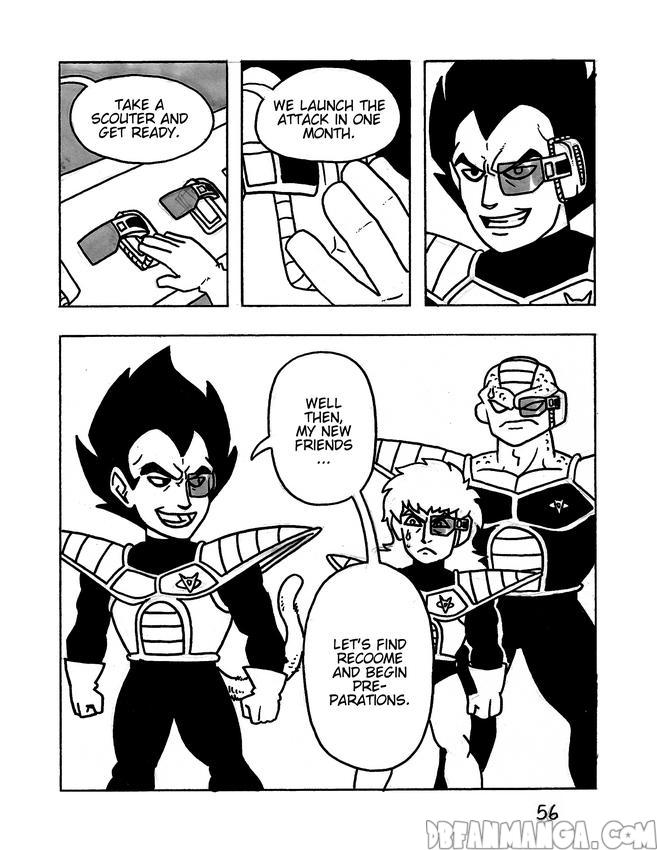 TAKE A
SCOUTER AND
GET READY.
WE LAUNCH THE
ATTACK IN ONE
MONTH.
WELL
THEN,
MY NEW
FRIENDS
...
LET'S FIND
RECOOME
AND BEGIN
PRE-
PARATIONS.
56
DBFANMANGA.COM